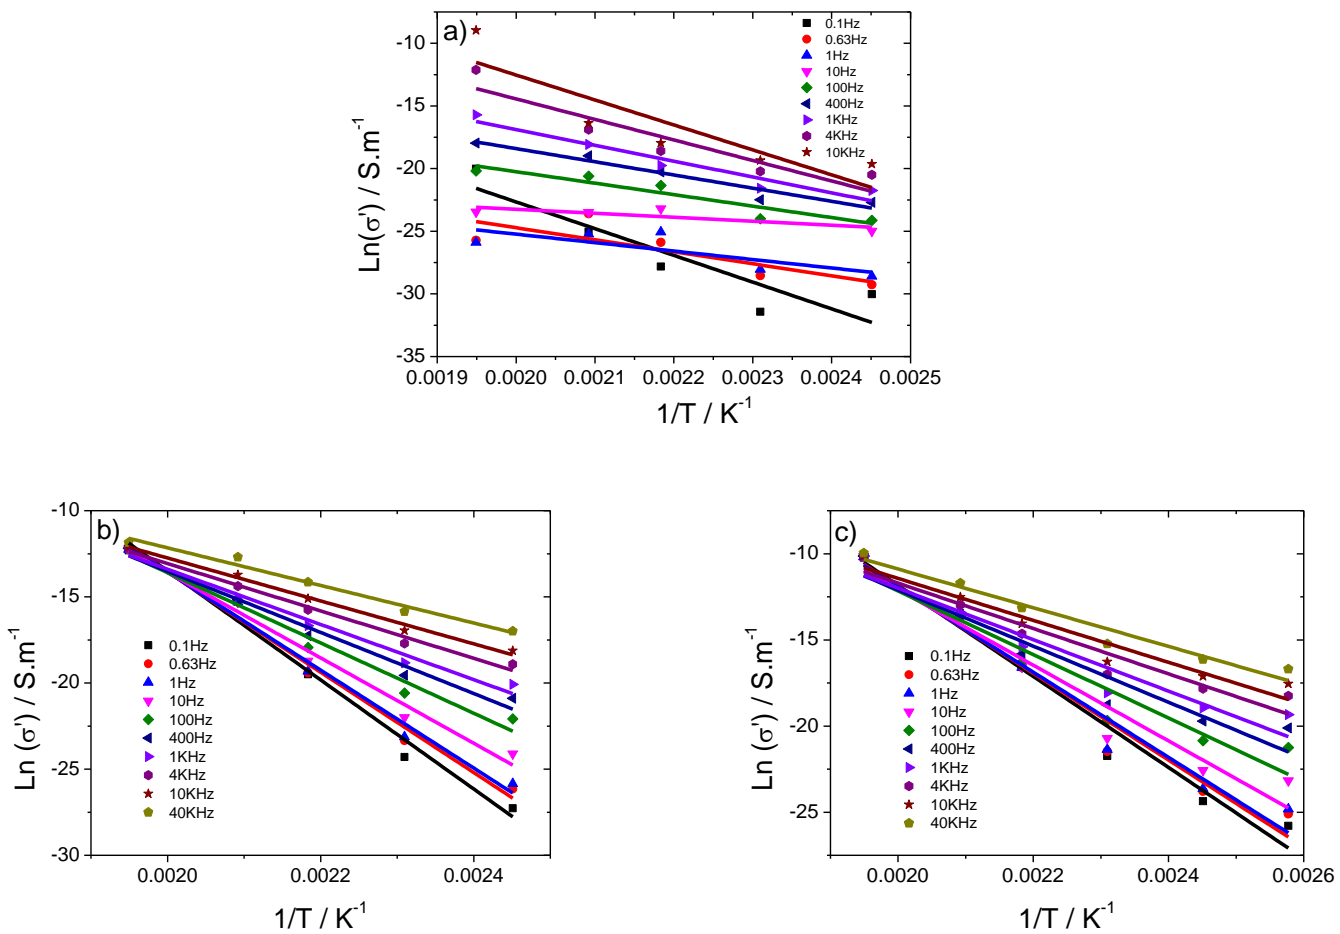 a)
-10
-15
-20
-25
-30
-35
Ln(σ') / S.m-1
0.1Hz
0.63Hz
1Hz
10Hz
100Hz
400Hz
1KHz
4KHz
10KHz
0.0019 0.0020 0.0021 0.0022 0.0023 0.0024 0.0025
1/T / K-1
b)
-10
-15
-20
-25
-30
Ln (σ') / S.m-1
0.1Hz
0.63Hz
1Hz
10Hz
100Hz
400Hz
1KHz
4KHz
10KHz
40KHz
0.0020 0.0022 0.0024
1/T / K-1
c)
-10
-15
-20
-25
Ln (σ') / S.m-1
0.1Hz
0.63Hz
1Hz
10Hz
100Hz
400Hz
1KHz
4KHz
10KHz
40KHz
0.0020 0.0022 0.0024 0.0026
1/T / K-1